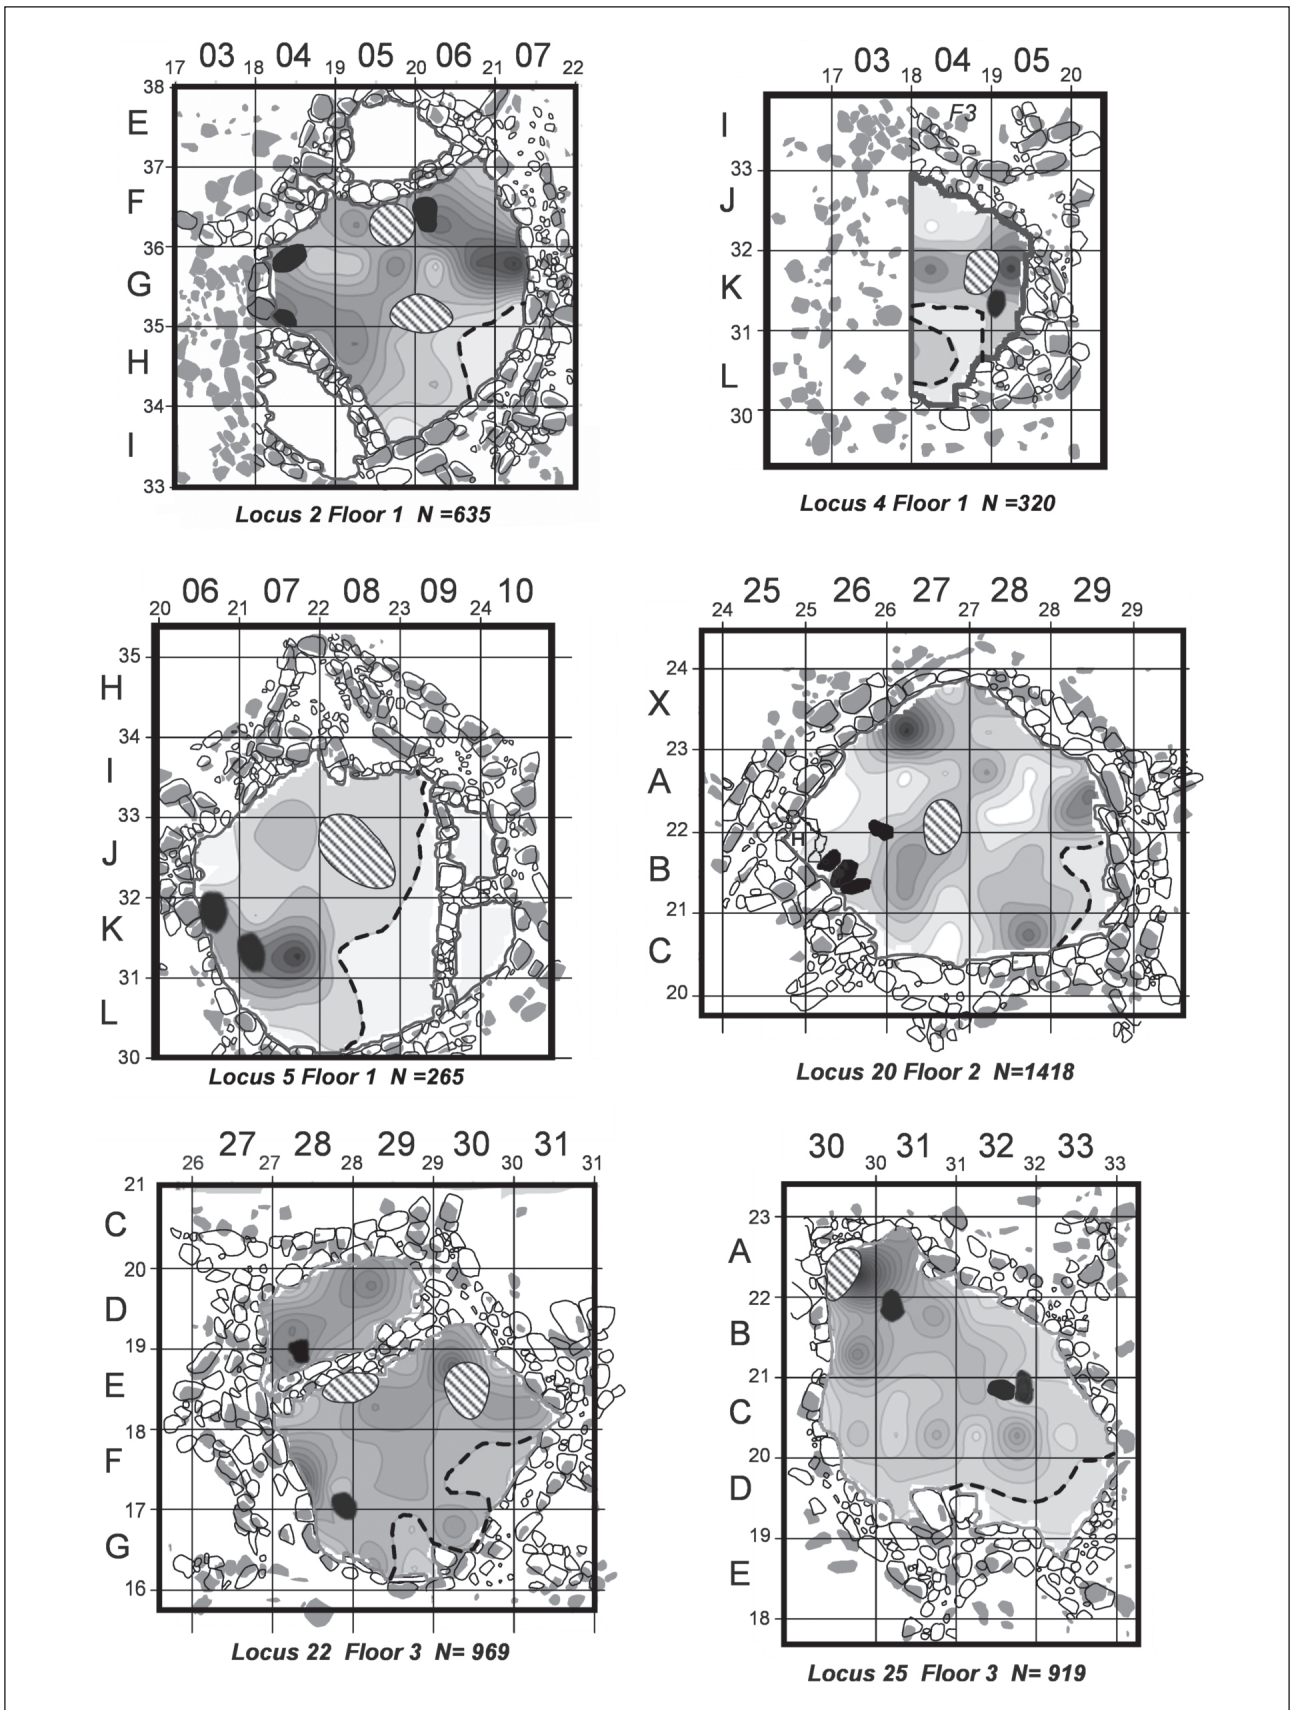 03 04 05 06 07
17 18 19 20 21 22
38
E
37
F
36
G
35
H
34
I
33
Locus 2 Floor 1 N =635
03 04 05
17 18 19 20
F3
I
33
J
32
K
31
L
30
Locus 4 Floor 1 N =320
06 07 08 09 10
20 21 22 23 24
35
H
34
I
33
J
32
K
31
L
30
Locus 5 Floor 1 N =265
25 26 27 28 29
24 25 26 27 28 29
24
X
23
A
22
H
B
21
C
20
Locus 20 Floor 2 N=1418
27 28 29 30 31
26 27 28 29 30 31
21
C
20
D
19
E
18
F
17
G
16
Locus 22 Floor 3 N= 969
30 31 32 33
30 31 32 33
23
A
22
B
21
C
20
D
19
E
18
Locus 25 Floor 3 N= 919